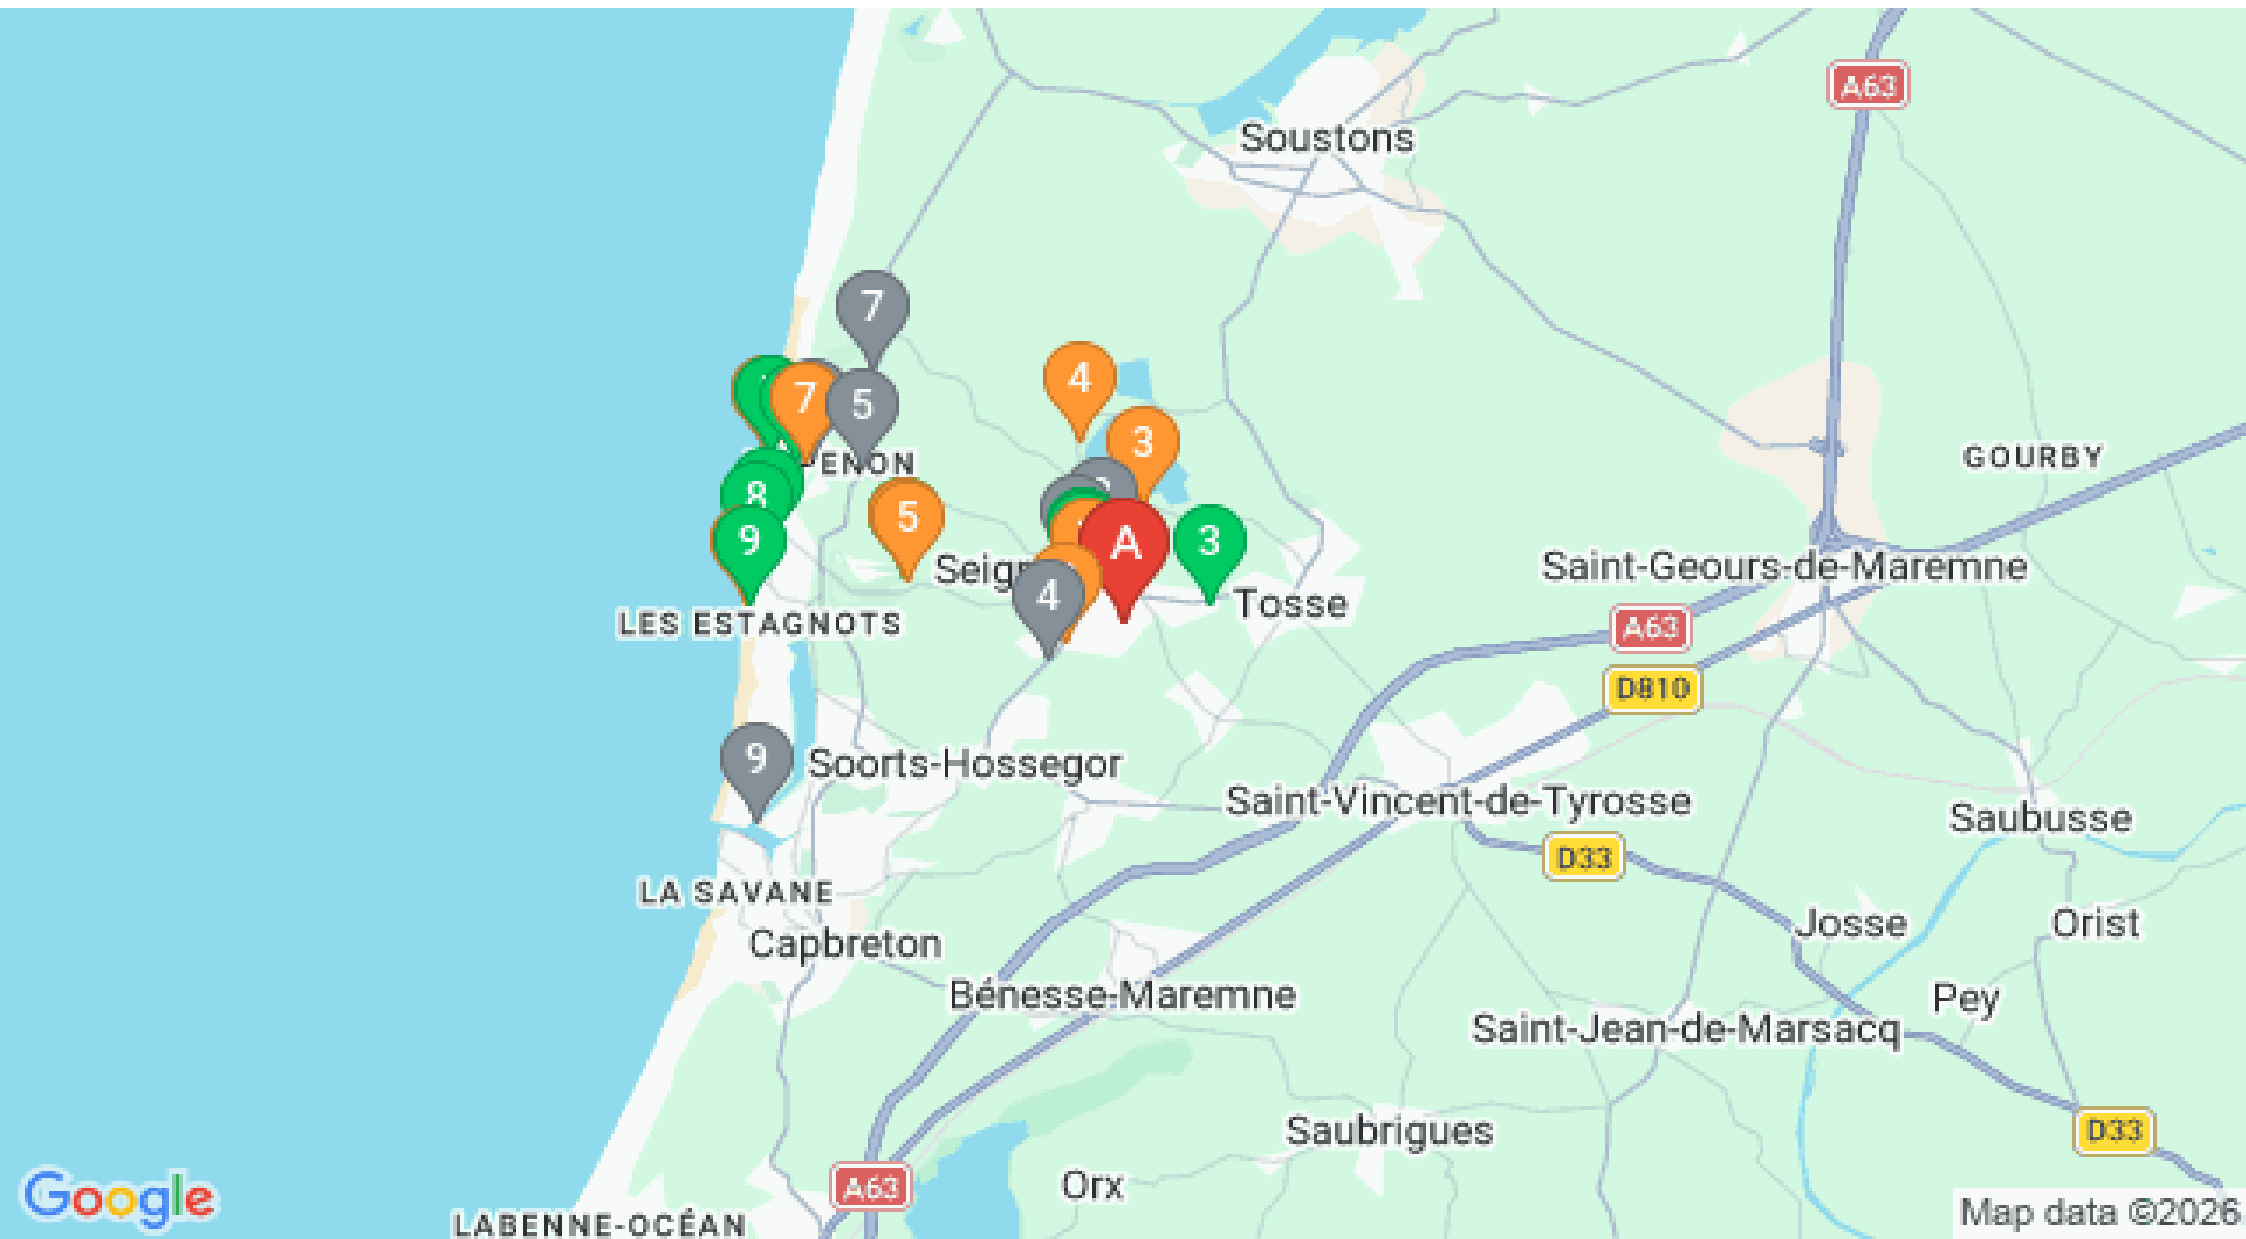 A63
Soustons
7
4
7
5
3
PENON
GOURBY
8
5
9
A
3
Saint-Geours-de-Maremne
4
Tosse
LES ESTAGNOTS
A63
D810
9
Soorts-Hossegor
Saint-Vincent-de-Tyrosse
Saubusse
D33
LA SAVANE
Josse
Orist
Capbreton
Bénesse-Maremne
Pey
Saint-Jean-de-Marsacq
Saubrigues
D33
Orx
A63
Google
LABENNE-OCÉAN
Map data ©2026